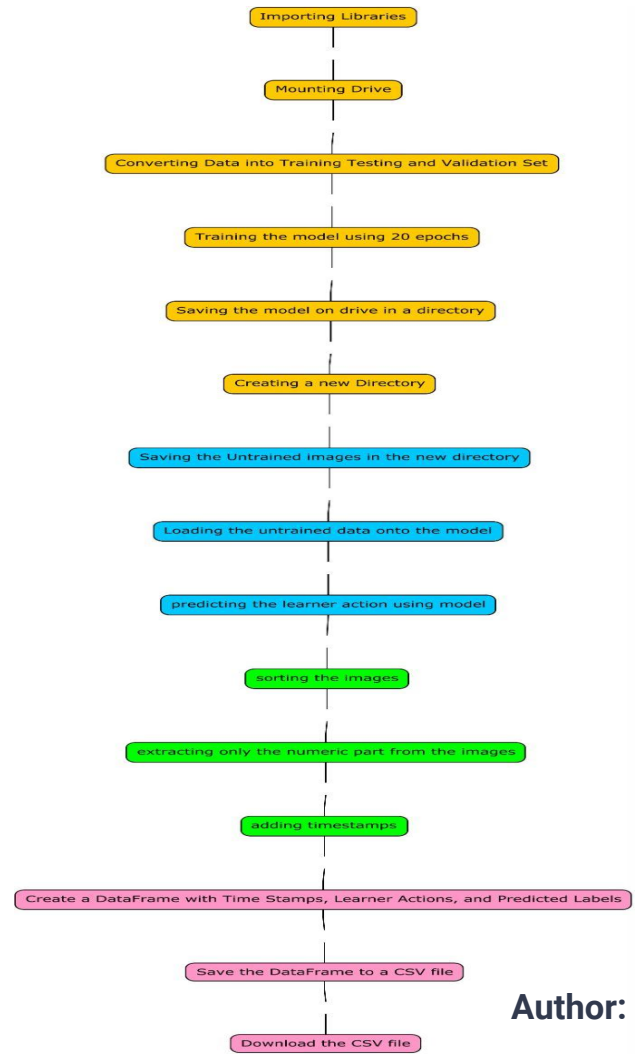 Importing Libraries
Mounting Drive
Converting Data into Training Testing and Validation Set
Training the model using 20 epochs
Saving the model on drive in a directory
Creating a new Directory
Saving the Untrained images in the new directory
Loading the untrained data onto the model
predicting the learner action using model
sorting the images
extracting only the numeric part from the images
adding timestamps
Create a DataFrame with Time Stamps, Learner Actions, and Predicted Labels
Save the DataFrame to a CSV file
Author:
Download the CSV file